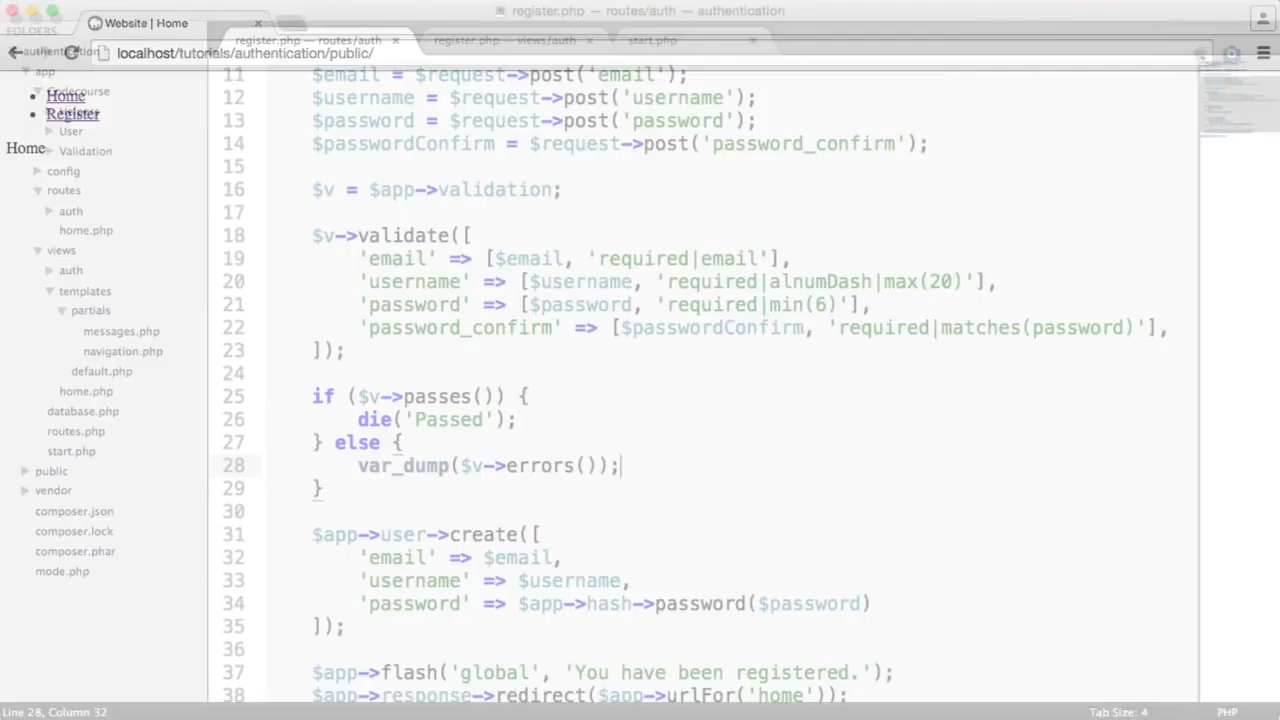 register.php — routes/auth — authentication
Website | Home
FOLDERS
register.php — routes/auth
register.php — views/auth
start.php
authentication
localhost/tutorials/authentication/public/
app
Codecourse
Home
Register
User
Home
Validation
config
routes
auth
home.php
views
auth
templates
partials
messages.php
navigation.php
default.php
home.php
database.php
routes.php
start.php
public
vendor
composer.json
composer.lock
composer.phar
mode.php
11 $email = $request->post('email');
12 $username = $request->post('username');
13 $password = $request->post('password');
14 $passwordConfirm = $request->post('password_confirm');
15
16 $v = $app->validation;
17
18 $v->validate([
19 'email' => [$email, 'required|email'],
20 'username' => [$username, 'required|alnumDash|max(20)'],
21 'password' => [$password, 'required|min(6)'],
22 'password_confirm' => [$passwordConfirm, 'required|matches(password)'],
23 ]);
24
25 if ($v->passes()) {
26 die('Passed');
27 } else {
28 var_dump($v->errors());
29 }
30
31 $app->user->create([
32 'email' => $email,
33 'username' => $username,
34 'password' => $app->hash->password($password)
35 ]);
36
37 $app->flash('global', 'You have been registered.');
38 $app->response->redirect($app->urlFor('home'));
Line 28, Column 32
Tab Size: 4
PHP